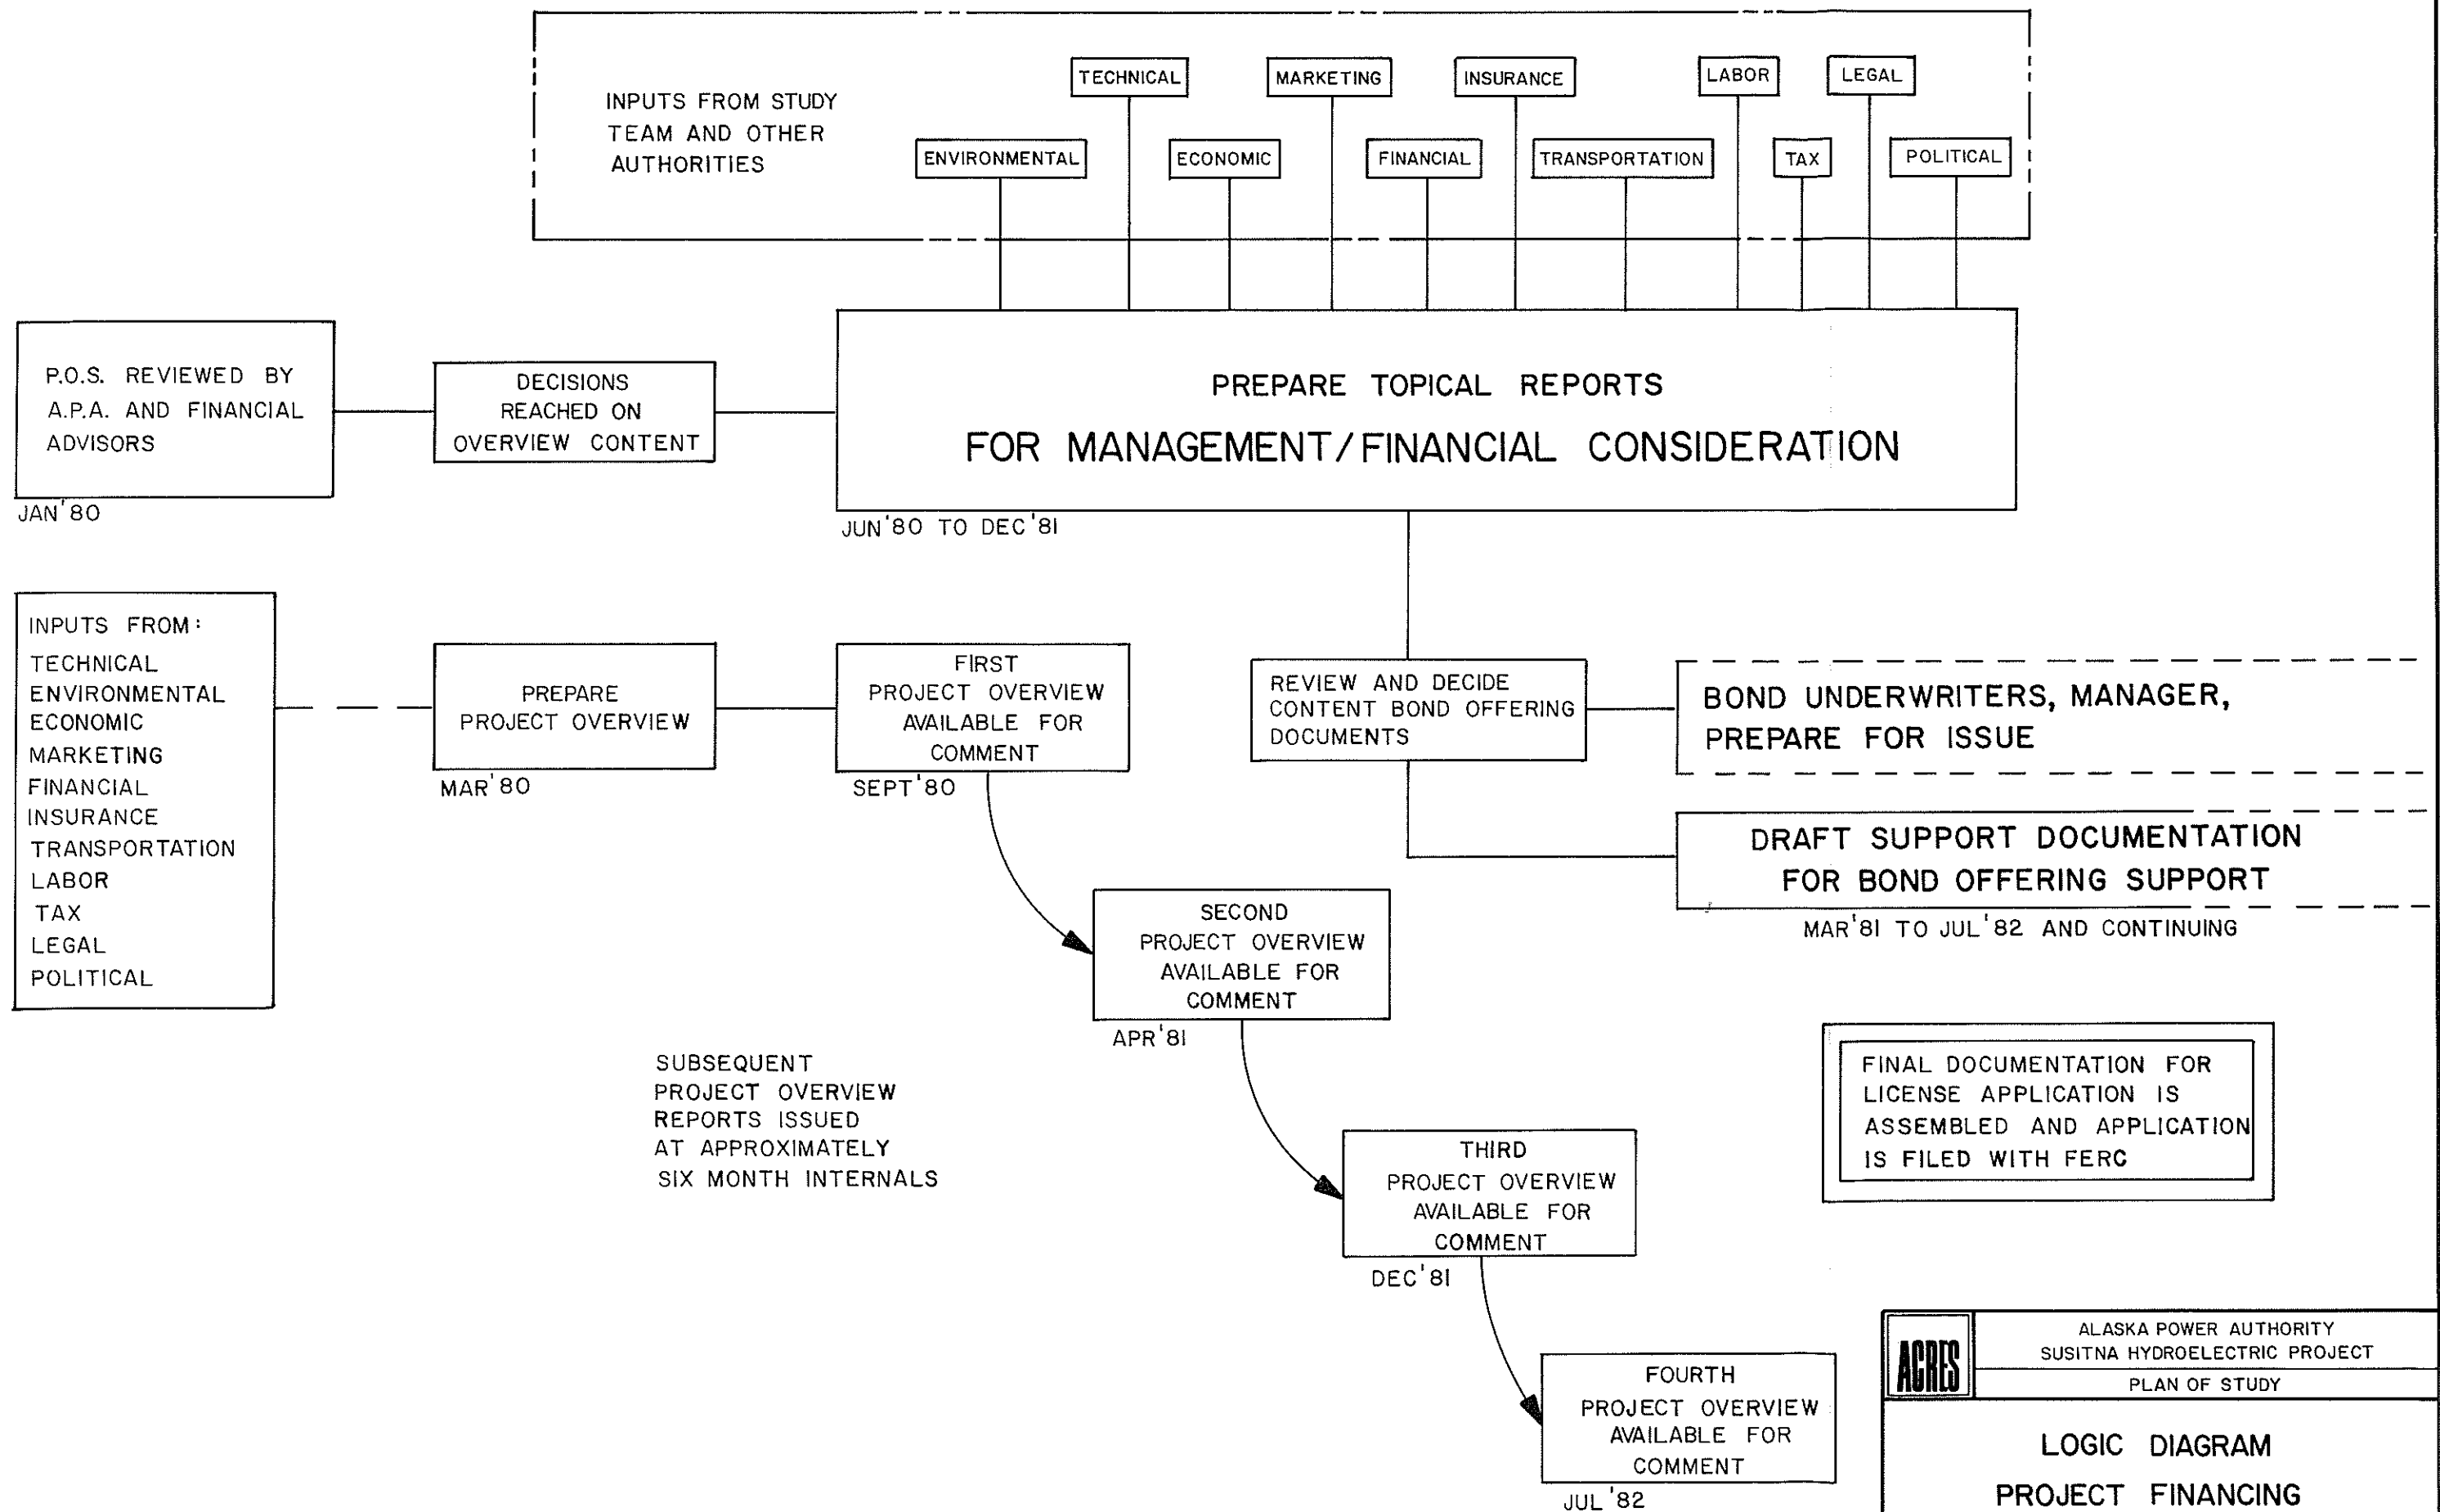 INPUTS FROM STUDY
TEAM AND OTHER
AUTHORITIES
TECHNICAL
MARKETING
INSURANCE
LABOR
LEGAL
ENVIRONMENTAL
ECONOMIC
FINANCIAL
TRANSPORTATION
TAX
POLITICAL
P.O.S. REVIEWED BY
A.P.A. AND FINANCIAL
ADVISORS
JAN'80
DECISIONS
REACHED ON
OVERVIEW CONTENT
PREPARE TOPICAL REPORTS
FOR MANAGEMENT/FINANCIAL CONSIDERATION
JUN'80 TO DEC'81
INPUTS FROM:
TECHNICAL
ENVIRONMENTAL
ECONOMIC
MARKETING
FINANCIAL
INSURANCE
TRANSPORTATION
LABOR
TAX
LEGAL
POLITICAL
PREPARE
PROJECT OVERVIEW
MAR'80
FIRST
PROJECT OVERVIEW
AVAILABLE FOR
COMMENT
SEPT'80
REVIEW AND DECIDE
CONTENT BOND OFFERING
DOCUMENTS
BOND UNDERWRITERS, MANAGER,
PREPARE FOR ISSUE
DRAFT SUPPORT DOCUMENTATION
FOR BOND OFFERING SUPPORT
MAR'81 TO JUL'82 AND CONTINUING
SECOND
PROJECT OVERVIEW
AVAILABLE FOR
COMMENT
APR'81
SUBSEQUENT
PROJECT OVERVIEW
REPORTS ISSUED
AT APPROXIMATELY
SIX MONTH INTERNALS
FINAL DOCUMENTATION FOR
LICENSE APPLICATION IS
ASSEMBLED AND APPLICATION
IS FILED WITH FERC
THIRD
PROJECT OVERVIEW
AVAILABLE FOR
COMMENT
DEC'81
FOURTH
PROJECT OVERVIEW
AVAILABLE FOR
COMMENT
JUL'82
ACRES
ALASKA POWER AUTHORITY
SUSITNA HYDROELECTRIC PROJECT
PLAN OF STUDY
LOGIC DIAGRAM
PROJECT FINANCING